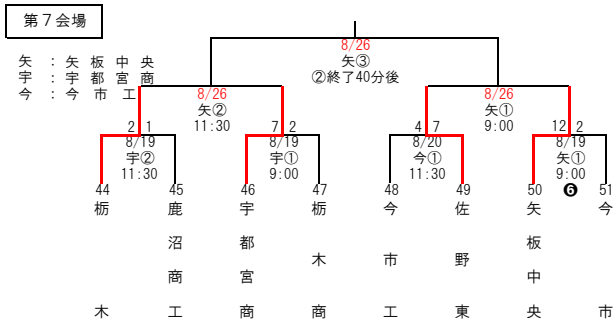 第7会場
8/26
矢③
②終了40分後
矢 : 矢板中央
宇 : 宇都宮商
今 : 今市工
8/26
矢②
11:30
8/26
矢①
9:00
2 1
8/19
宇②
11:30
7 2
8/19
宇①
9:00
4 7
8/20
今①
11:30
12 2
8/19
矢①
9:00
❻
44 45 46 47 48 49 50 51
栃木
鹿沼商工
宇都宮商
栃木商
今市工
佐野東
矢板中央
今市